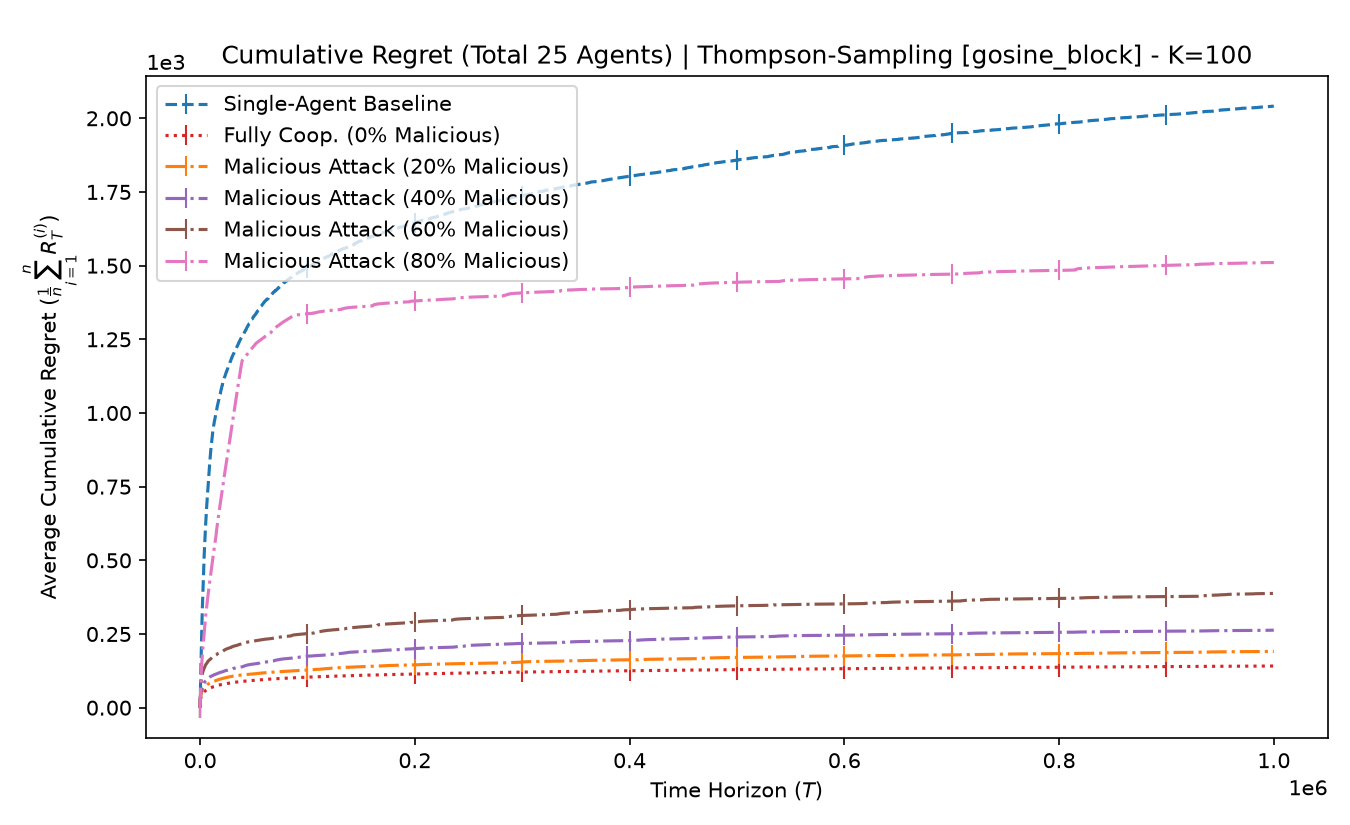 Cumulative Regret (Total 25 Agents) | Thompson-Sampling [gosine_block] - K=100
1e3
Single-Agent Baseline
Fully Coop. (0% Malicious)
Malicious Attack (20% Malicious)
Malicious Attack (40% Malicious)
Malicious Attack (60% Malicious)
Malicious Attack (80% Malicious)
2.00
1.75
1.50
1.25
1.00
0.75
0.50
0.25
0.00
Average Cumulative Regret ($\frac{1}{n}\sum_{i=1}^{n} R_T^{(i)}$)
0.0 0.2 0.4 0.6 0.8 1.0
Time Horizon (T)
1e6